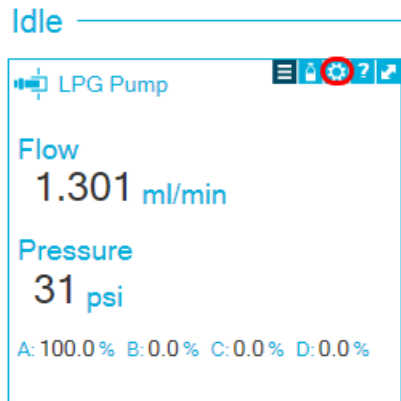 Idle
LPG Pump ?
Flow
1.301 ml/min
Pressure
31 psi
A: 100.0 % B: 0.0 % C: 0.0 % D: 0.0 %